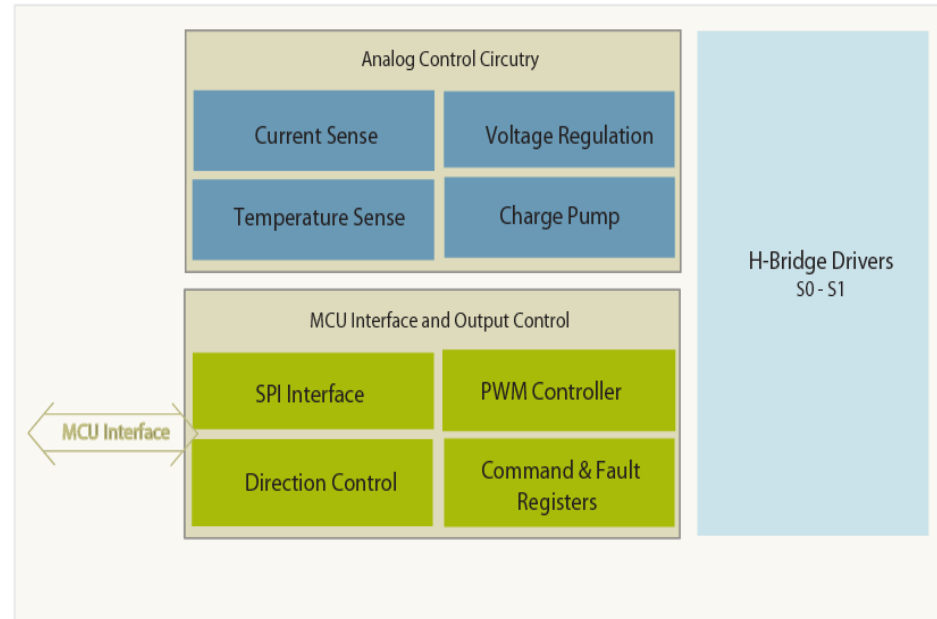 Analog Control Circutry
Current Sense
Voltage Regulation
Temperature Sense
Charge Pump
H-Bridge Drivers
S0 - S1
MCU Interface and Output Control
SPI Interface
PWM Controller
MCU Interface
Direction Control
Command & Fault
Registers